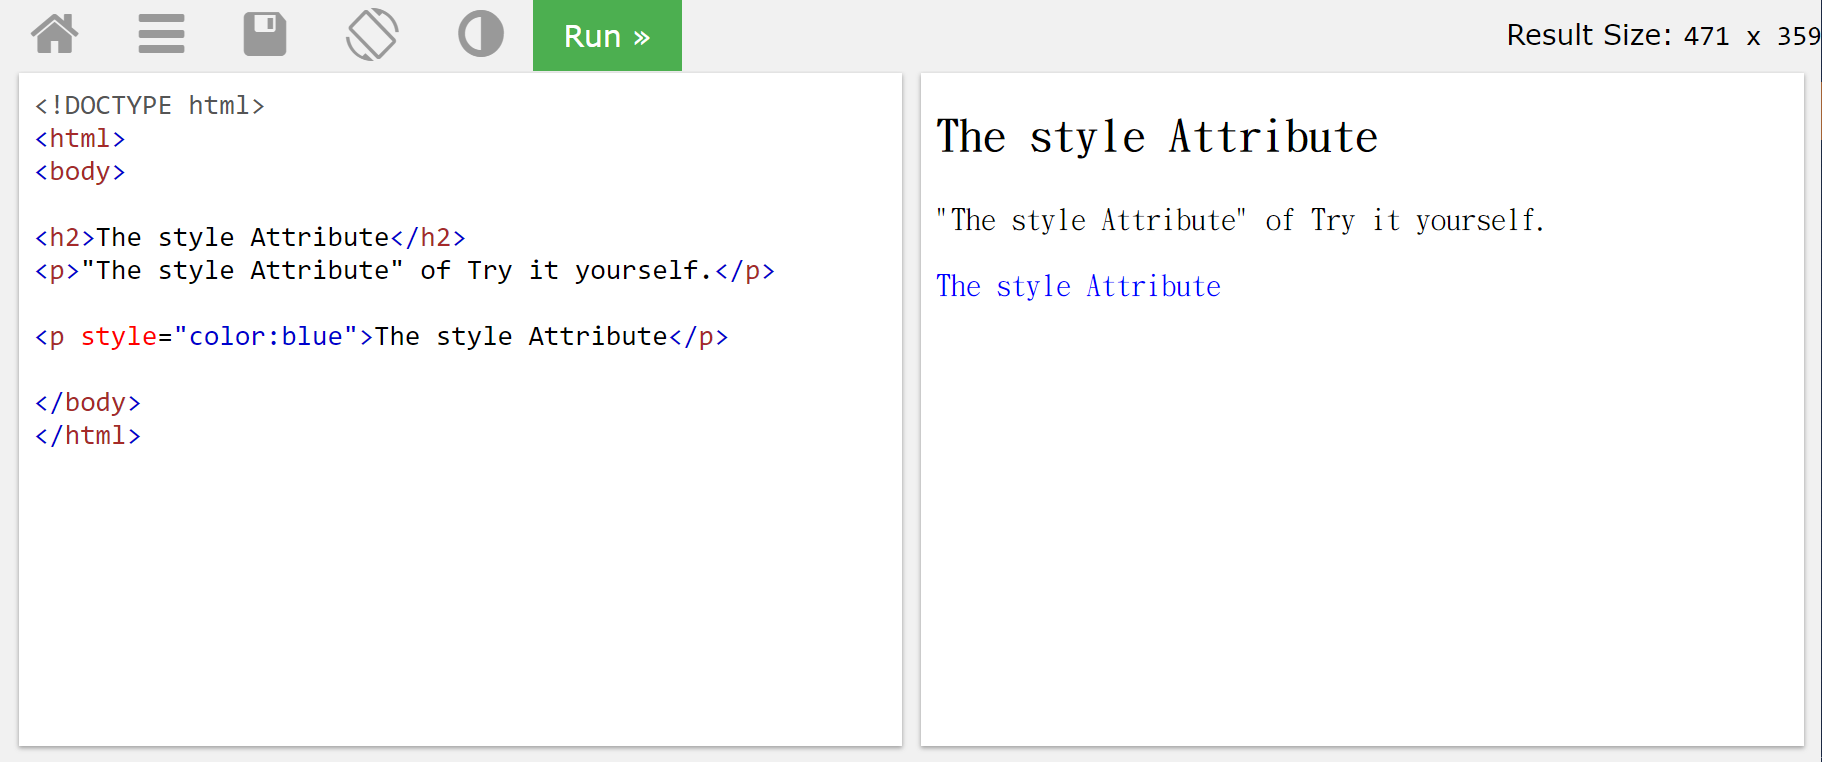 Run »
Result Size: 471 x 359
<!DOCTYPE html>
<html>
<body>
<h2>The style Attribute</h2>
<p>"The style Attribute" of Try it yourself.</p>
<p style="color:blue">The style Attribute</p>
</body>
</html>
The style Attribute
"The style Attribute" of Try it yourself.
The style Attribute